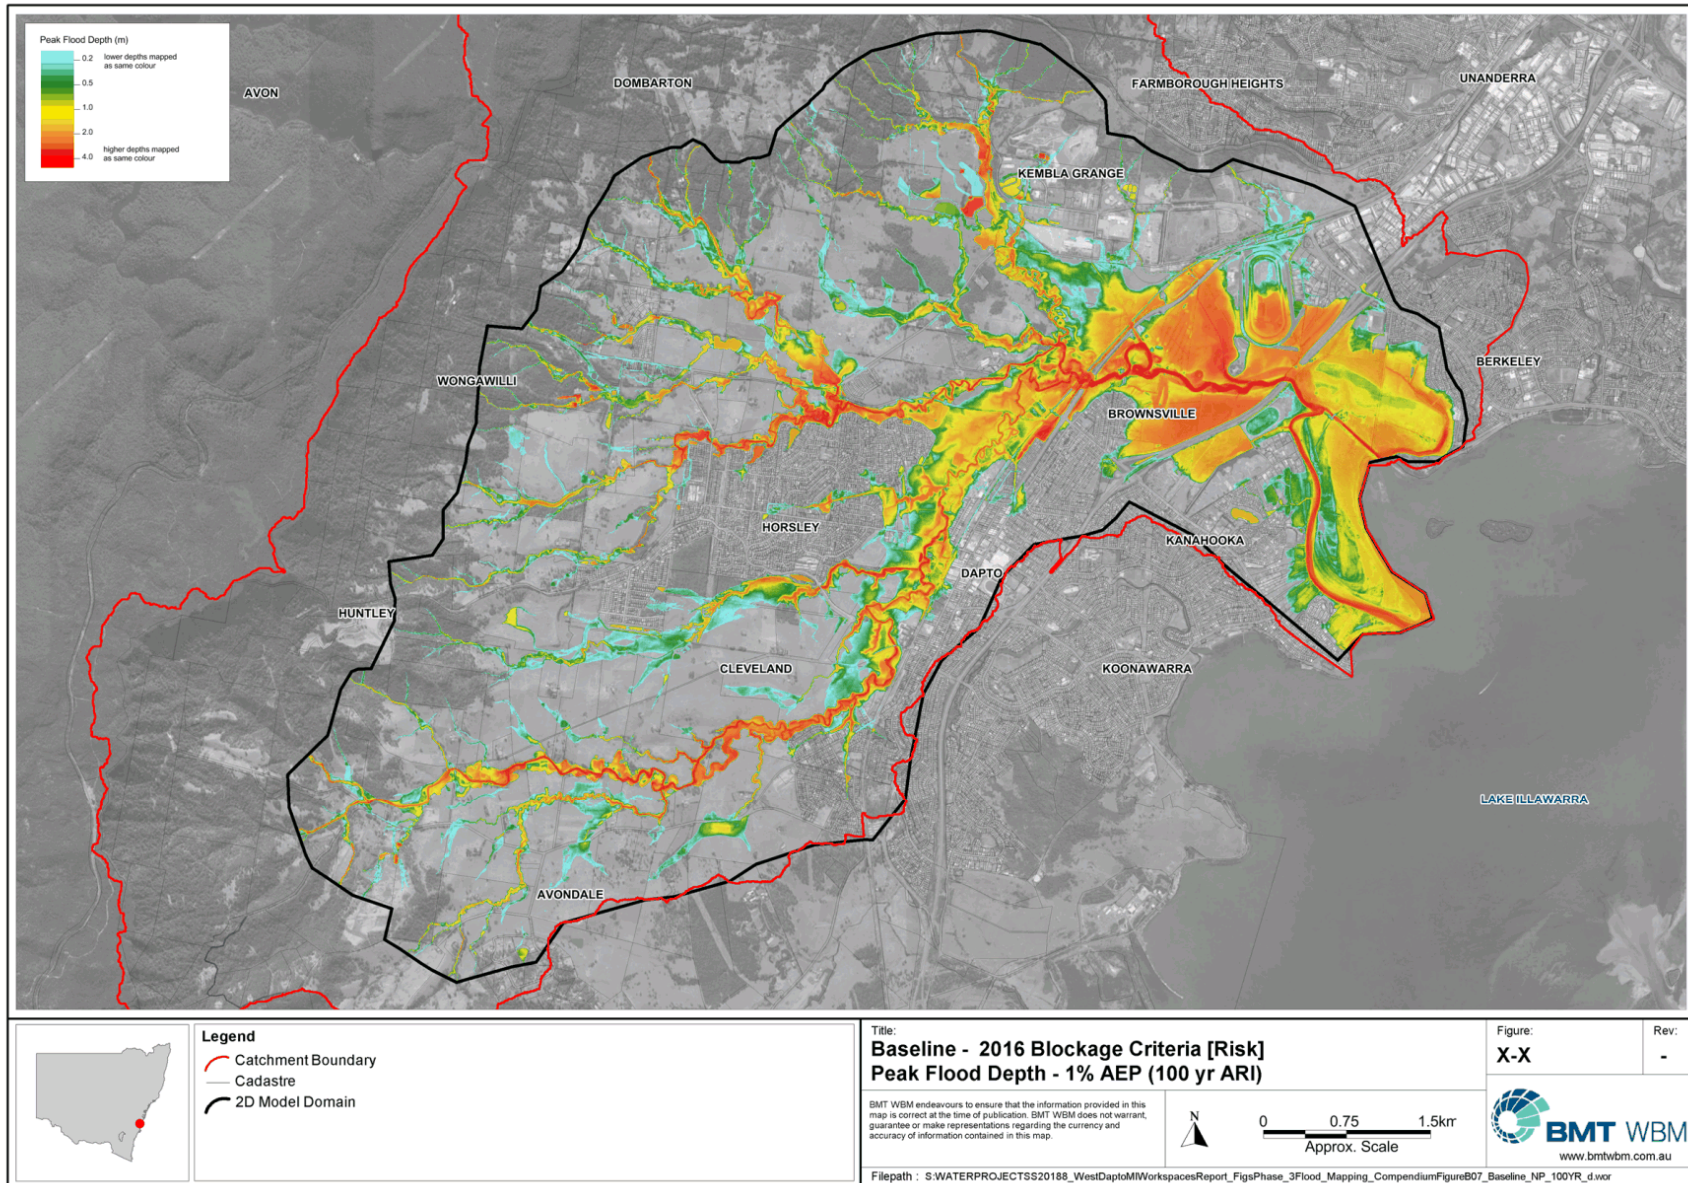 Peak Flood Depth (m)
0.2 lower depths mapped
as same colour
0.5
1.0
2.0
higher depths mapped
4.0 as same colour
AVON
DOMBARTON
FARMBOROUGH HEIGHTS
UNANDERRA
KEMBLA GRANGE
BERKELEY
WONGAWILLI
BROWNSVILLE
HORSLEY
KANAHOOKA
DAPTO
HUNTLEY
CLEVELAND
KOONAWARRA
LAKE ILLAWARRA
AVONDALE
Legend
Catchment Boundary
Cadastre
2D Model Domain
Title:
Baseline - 2016 Blockage Criteria [Risk]
Peak Flood Depth - 1% AEP (100 yr ARI)
Figure:
X-X
Rev:
-
BMT WBM endeavours to ensure that the information provided in this
map is correct at the time of publication. BMT WBM does not warrant,
guarantee or make representations regarding the currency and
accuracy of information contained in this map.
N
0 0.75 1.5km
Approx. Scale
BMT WBM
www.bmtwbm.com.au
Filepath : S:WATERPROJECTSS20188_WestDaptoMIWorkspacesReport_FigsPhase_3Flood_Mapping_CompendiumFigureB07_Baseline_NP_100YR_d.wor